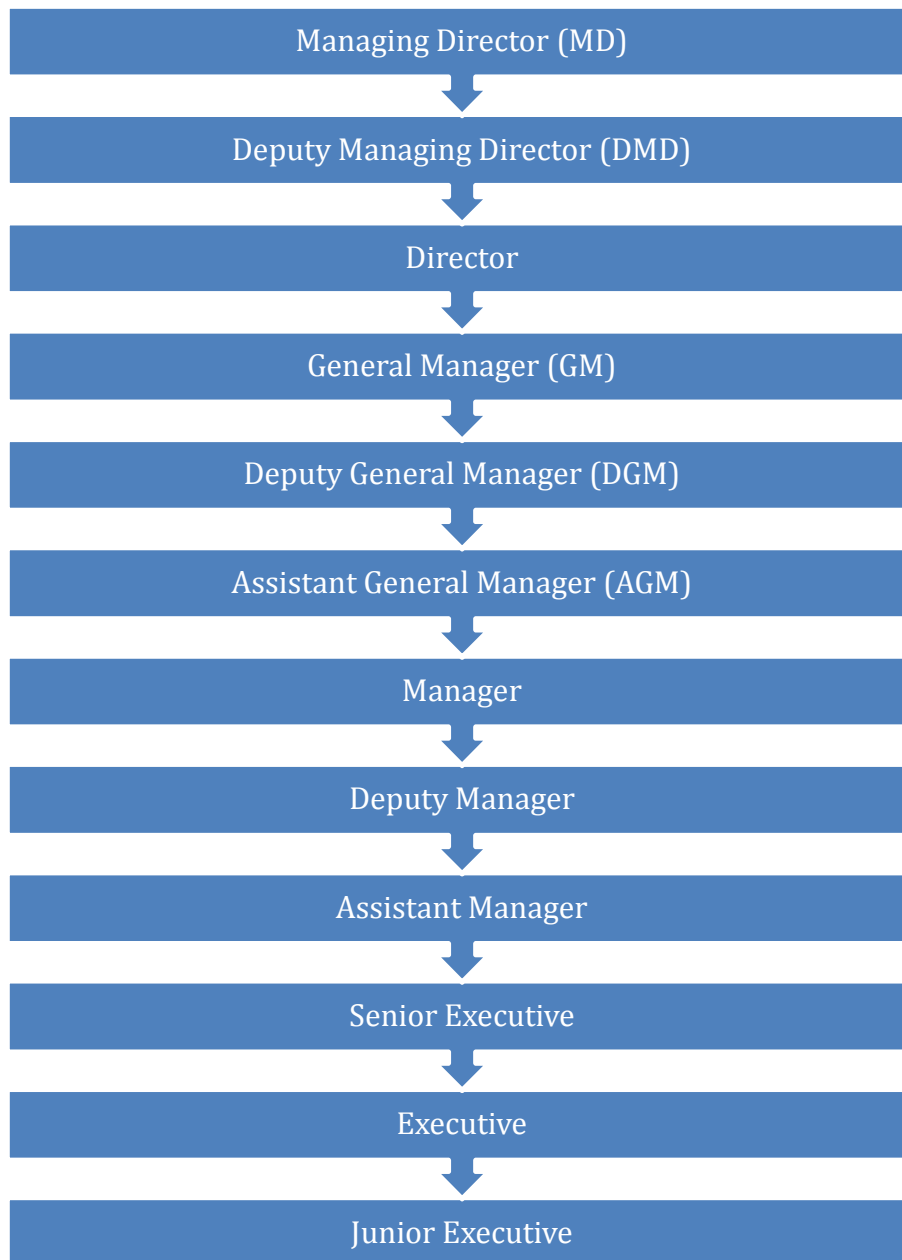 Managing Director (MD)
Deputy Managing Director (DMD)
Director
General Manager (GM)
Deputy General Manager (DGM)
Assistant General Manager (AGM)
Manager
Deputy Manager
Assistant Manager
Senior Executive
Executive
Junior Executive